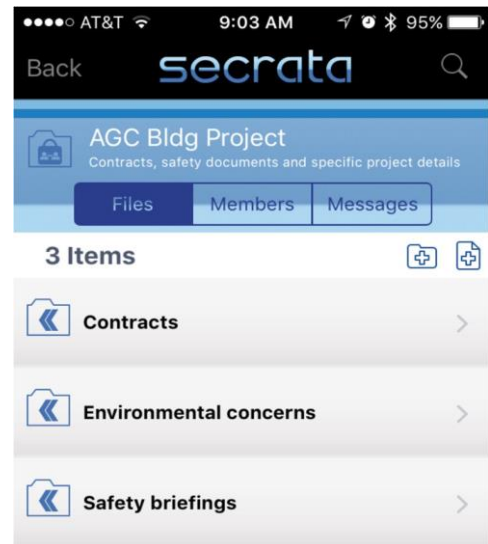 AT&T 9:03 AM 95%
Back secrata
AGC Bldg Project
Contracts, safety documents and specific project details
Files Members Messages
3 Items
Contracts
Environmental concerns
Safety briefings